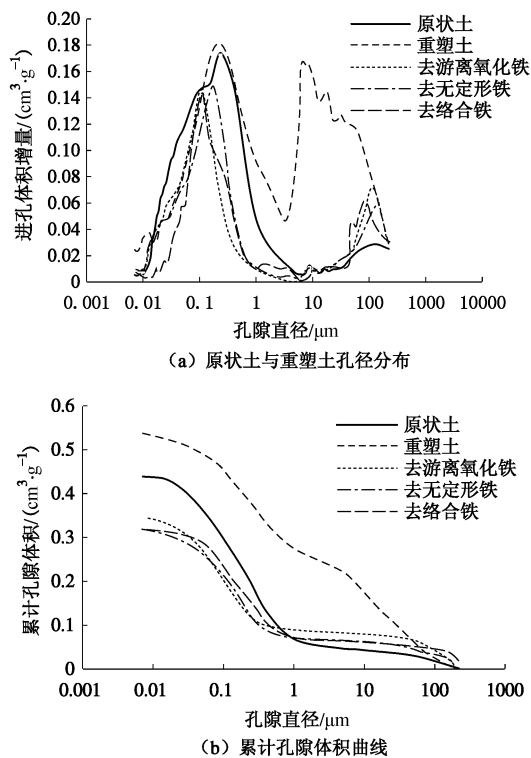 0.20
0.18
0.16
0.14
0.12
0.10
0.08
0.06
0.04
0.02
0
进孔体积增量/(cm³·g⁻¹)
原状土
重塑土
去游离氧化铁
去无定形铁
去络合铁
0.001 0.01 0.1 1 10 100 1000 10000
孔隙直径/μm
(a) 原状土与重塑土孔径分布
0.6
0.5
0.4
0.3
0.2
0.1
0
累计孔隙体积/(cm³·g⁻¹)
原状土
重塑土
去游离氧化铁
去无定形铁
去络合铁
0.001 0.01 0.1 1 10 100 1000
孔隙直径/μm
(b) 累计孔隙体积曲线